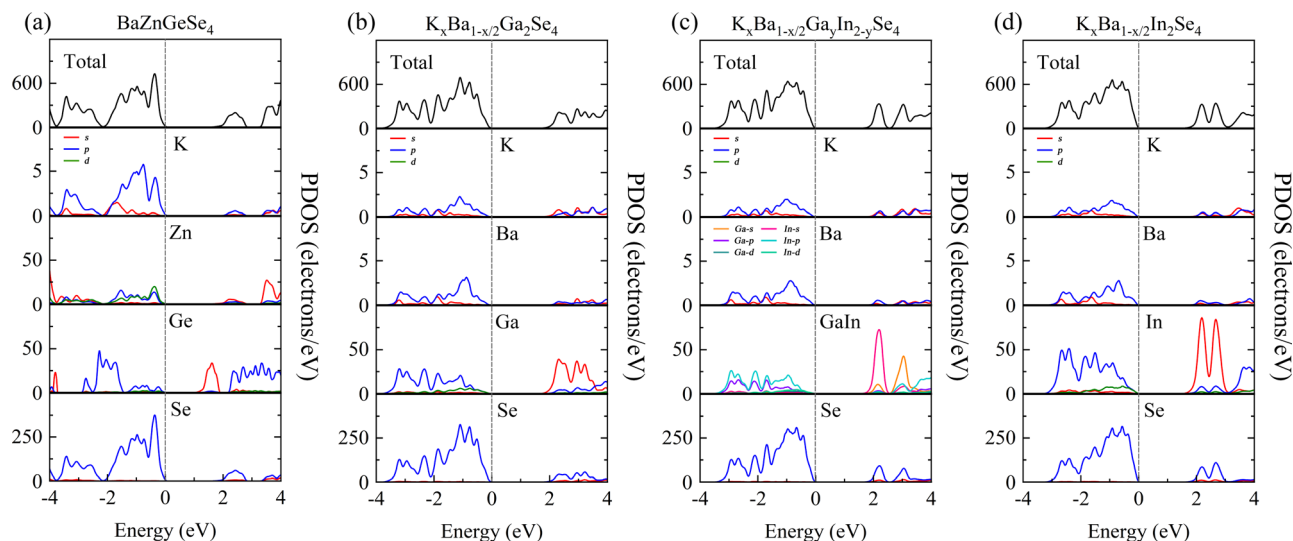 (a) BaZnGeSe4
Total
600
0
s
p
d
K
5
0
Zn
50
25
0
Ge
50
0
Se
250
0
-4 -2 0 2 4
Energy (eV)
PDOS (electrons/eV)
(b) KxBa1-x/2Ga2Se4
Total
600
0
s
p
d
K
5
0
Ba
5
0
Ga
50
0
Se
250
0
-4 -2 0 2 4
Energy (eV)
PDOS (electrons/eV)
(c) KxBa1-x/2GayIn2-ySe4
Total
600
0
s
p
d
K
5
0
Ba
Ga-s In-s
Ga-p In-p
Ga-d In-d
5
0
GaIn
50
0
Se
250
0
-4 -2 0 2 4
Energy (eV)
PDOS (electrons/eV)
(d) KxBa1-x/2In2Se4
Total
600
0
s
p
d
K
5
0
Ba
5
0
In
50
0
Se
250
0
-4 -2 0 2 4
Energy (eV)
PDOS (electrons/eV)